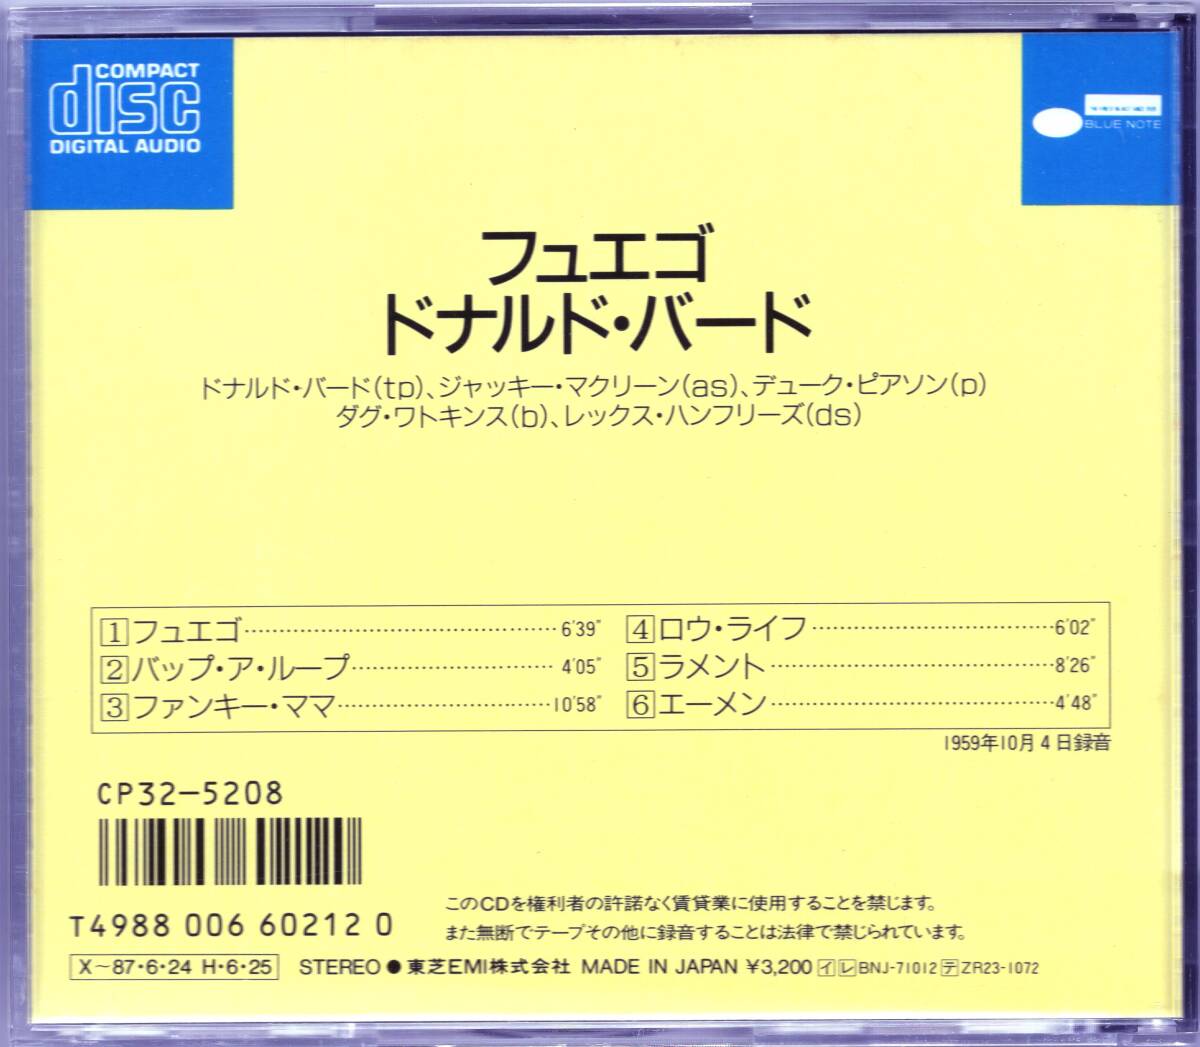 COMPACT
disc
DIGITAL AUDIO
BLUE NOTE
フュエゴ
ドナルド・バード
ドナルド・バード(tp)、ジャッキー・マクリーン(as)、デューク・ピアソン(p)
ダグ・ワトキンス(b)、レックス・ハンフリーズ(ds)
1 フュエゴ 6'39"
2 バップ・ア・ループ 4'05"
3 ファンキー・ママ 10'58"
4 ロウ・ライフ 6'02"
5 ラメント 8'26"
6 エーメン 4'48"
1959年10月4日録音
CP32-5208
T4988 006 60212 0
このCDを権利者の許諾なく賃貸業に使用することを禁じます。
また無断でテープその他に録音することは法律で禁じられています。
X~87・6・24 H・6・25 STEREO ● 東芝EMI株式会社 MADE IN JAPAN ¥3,200 イレBNJ-71012 テZR23-1072